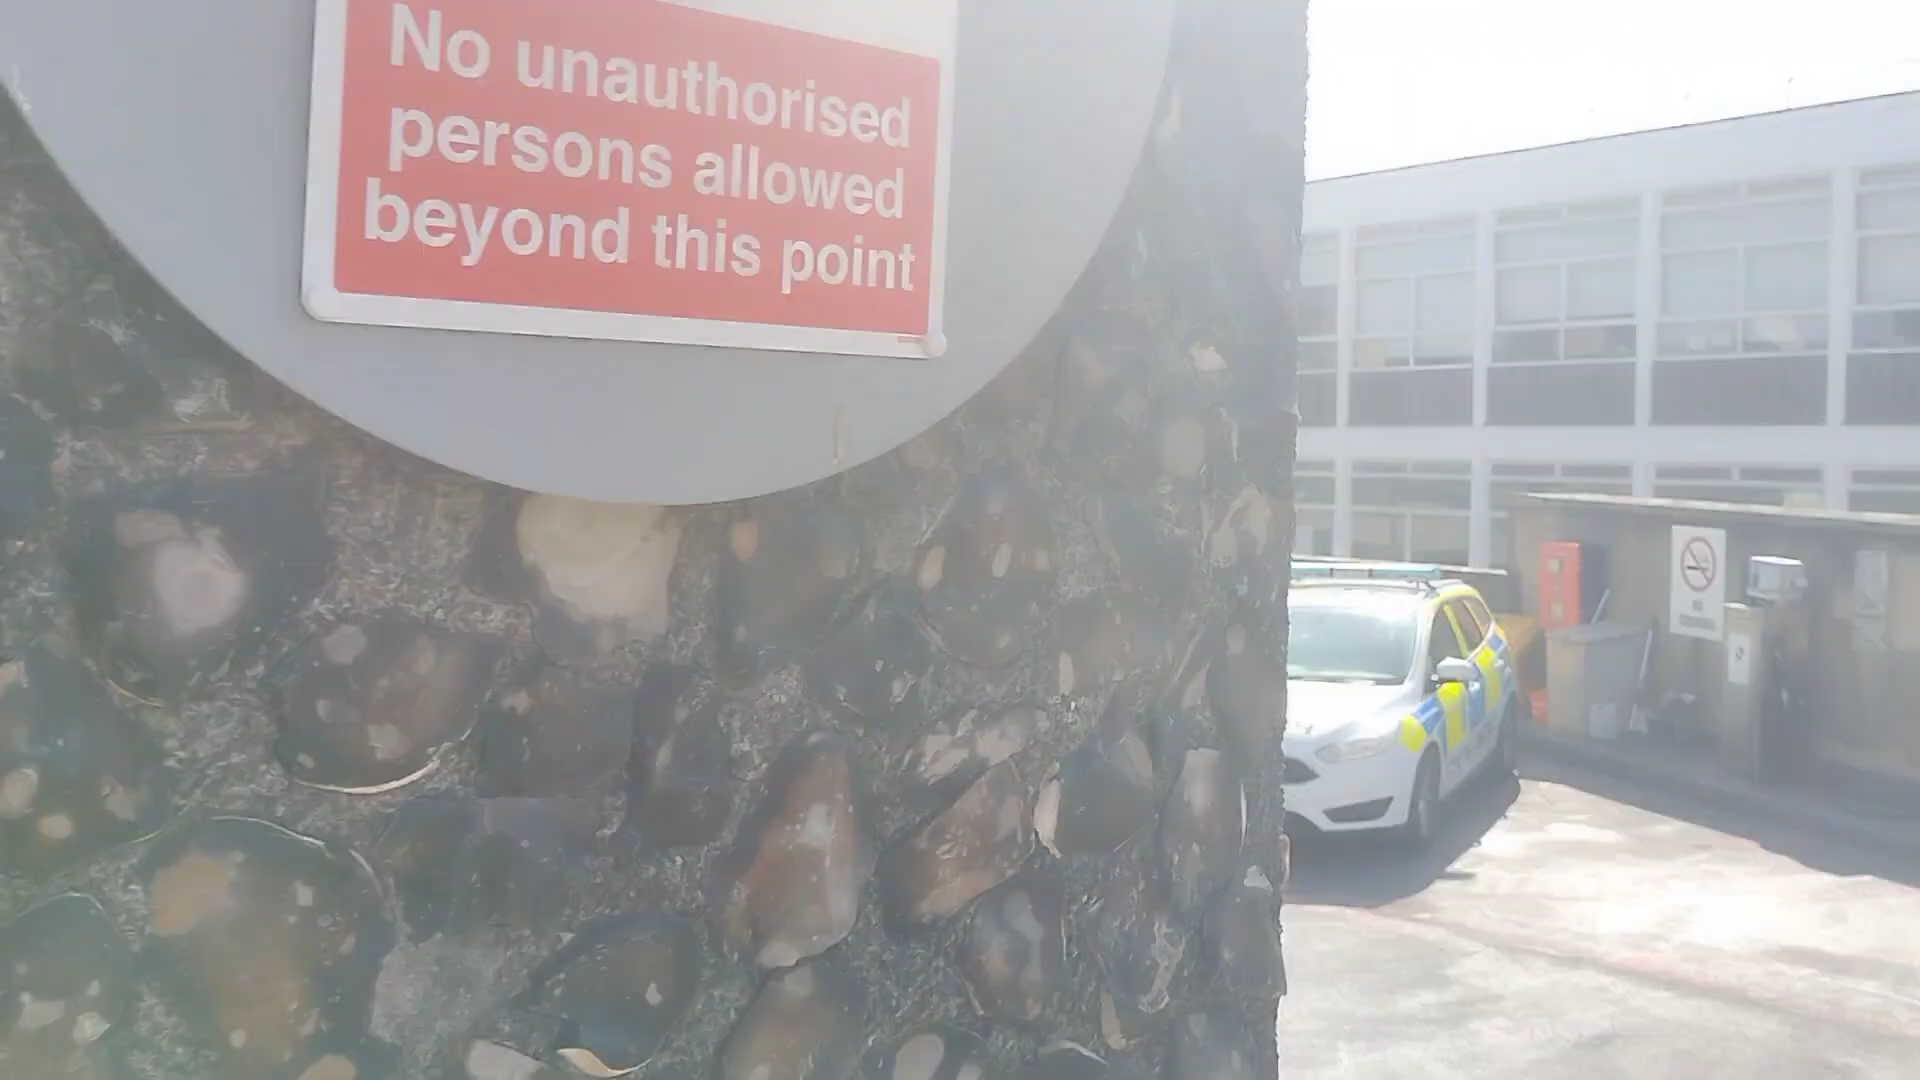 No unauthorised
persons allowed
beyond this point